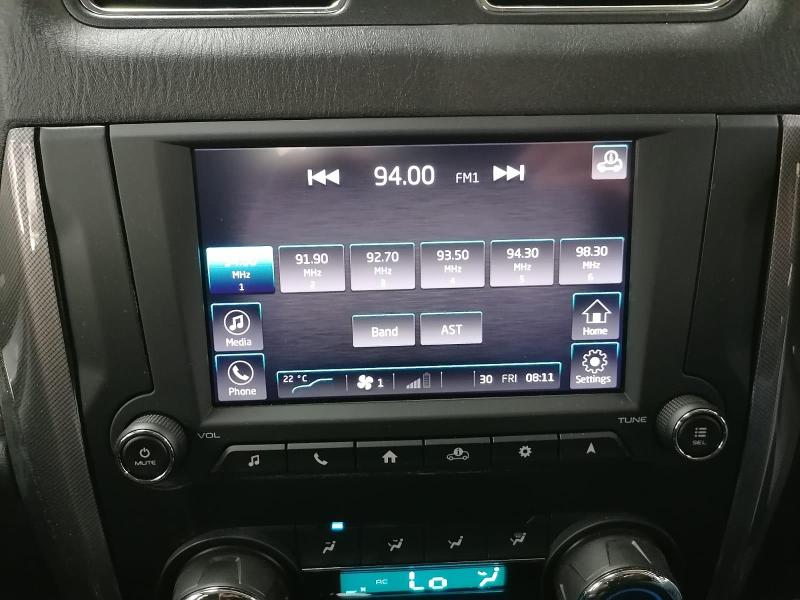 94.00 FM1
94.00 91.90 92.70 93.50 94.30 98.30
MHz MHz MHz MHz MHz MHz
1 2 3 4 5 6
Band AST
Media Home
Phone Settings
22 °C 1 30 FRI 08:11
VOL TUNE
MUTE SEL
AC Lo